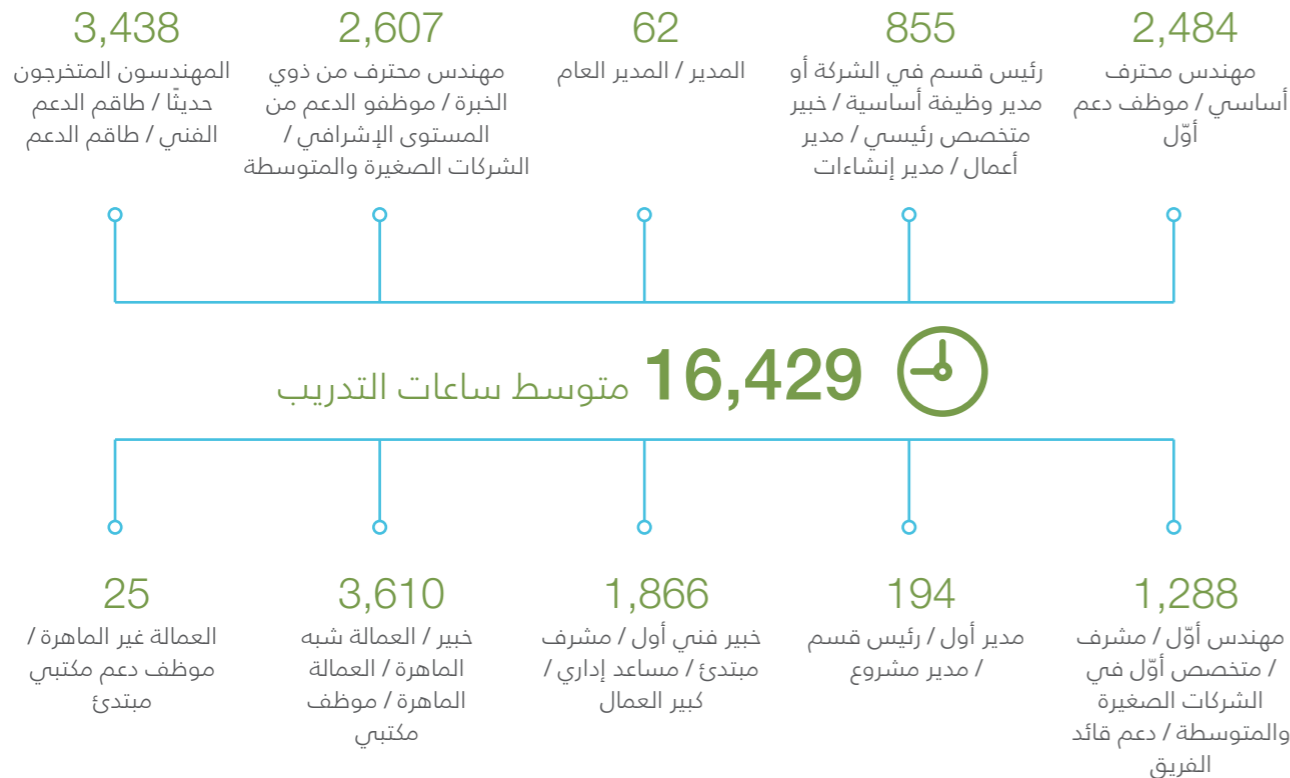 2,484
مهندس محترف
أساسي / موظف دعم
أوّل
855
رئيس قسم في الشركة أو
مدير وظيفة أساسية / خبير
متخصص رئيسي / مدير
أعمال / مدير إنشاءات
62
المدير / المدير العام
2,607
مهندس محترف من ذوي
الخبرة / موظفو الدعم من
المستوى الإشرافي /
الشركات الصغيرة والمتوسطة
3,438
المهندسون المتخرجون
حديثًا / طاقم الدعم
الفني / طاقم الدعم
16,429 متوسط ساعات التدريب
1,288
مهندس أوّل / مشرف
/ متخصص أوّل في
الشركات الصغيرة
والمتوسطة / دعم قائد
الفريق
194
مدير أول / رئيس قسم
/ مدير مشروع
1,866
خبير فني أول / مشرف
مبتدئ / مساعد إداري /
كبير العمال
3,610
خبير / العمالة شبه
الماهرة / العمالة
الماهرة / موظف
مكتبي
25
العمالة غير الماهرة /
موظف دعم مكتبي
مبتدئ